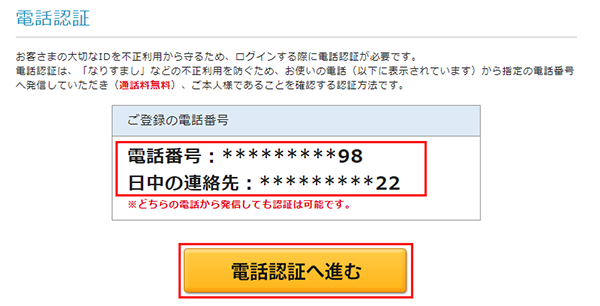 電話認証
お客さまの大切なIDを不正利用から守るため、ログインする際に電話認証が必要です。
電話認証は、「なりすまし」などの不正利用を防ぐため、お使いの電話（以下に表示されています）から指定の電話番号
へ発信していただき（通話料無料）、ご本人様であることを確認する認証方法です。
ご登録の電話番号
電話番号：*********98
日中の連絡先：*********22
※どちらの電話から発信しても認証は可能です。
電話認証へ進む